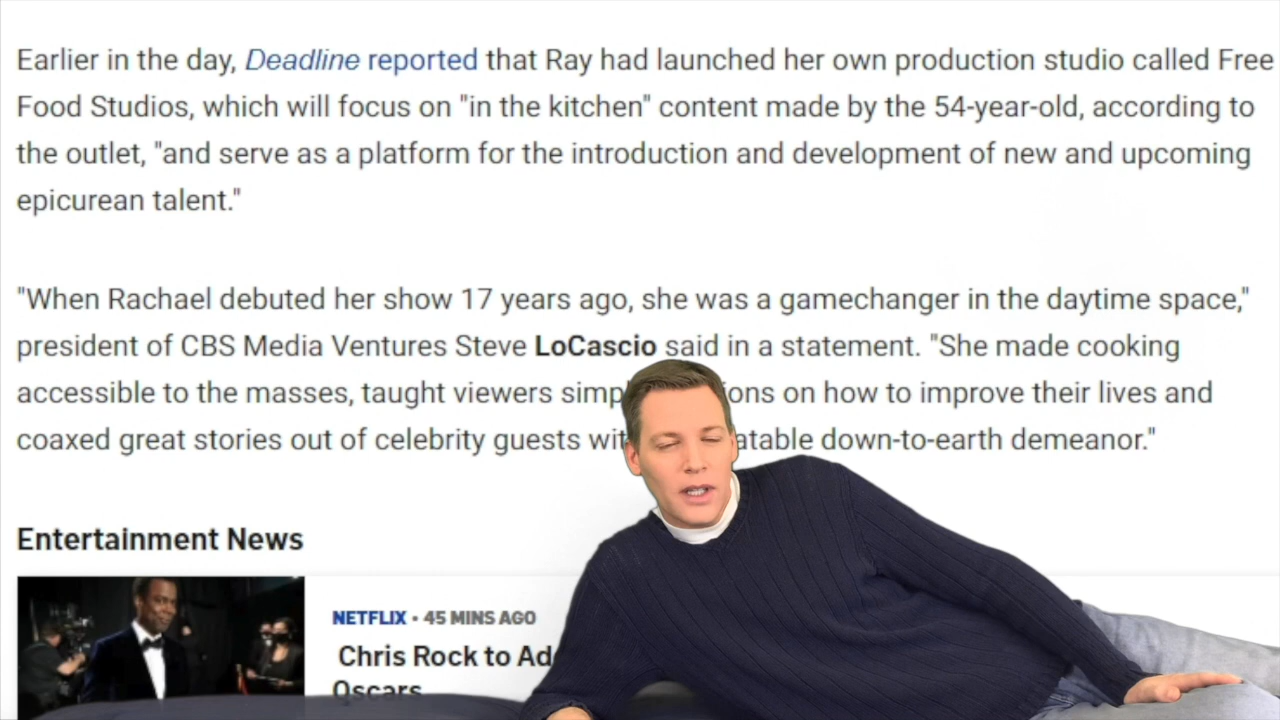 Earlier in the day, Deadline reported that Ray had launched her own production studio called Free
Food Studios, which will focus on "in the kitchen" content made by the 54-year-old, according to
the outlet, "and serve as a platform for the introduction and development of new and upcoming
epicurean talent."
"When Rachael debuted her show 17 years ago, she was a gamechanger in the daytime space,"
president of CBS Media Ventures Steve LoCascio said in a statement. "She made cooking
accessible to the masses, taught viewers on how to improve their lives and
coaxed great stories out of celebrity guests down-to-earth demeanor."
Entertainment News
NETFLIX • 45 MINS AGO
Chris Rock to
Oscars